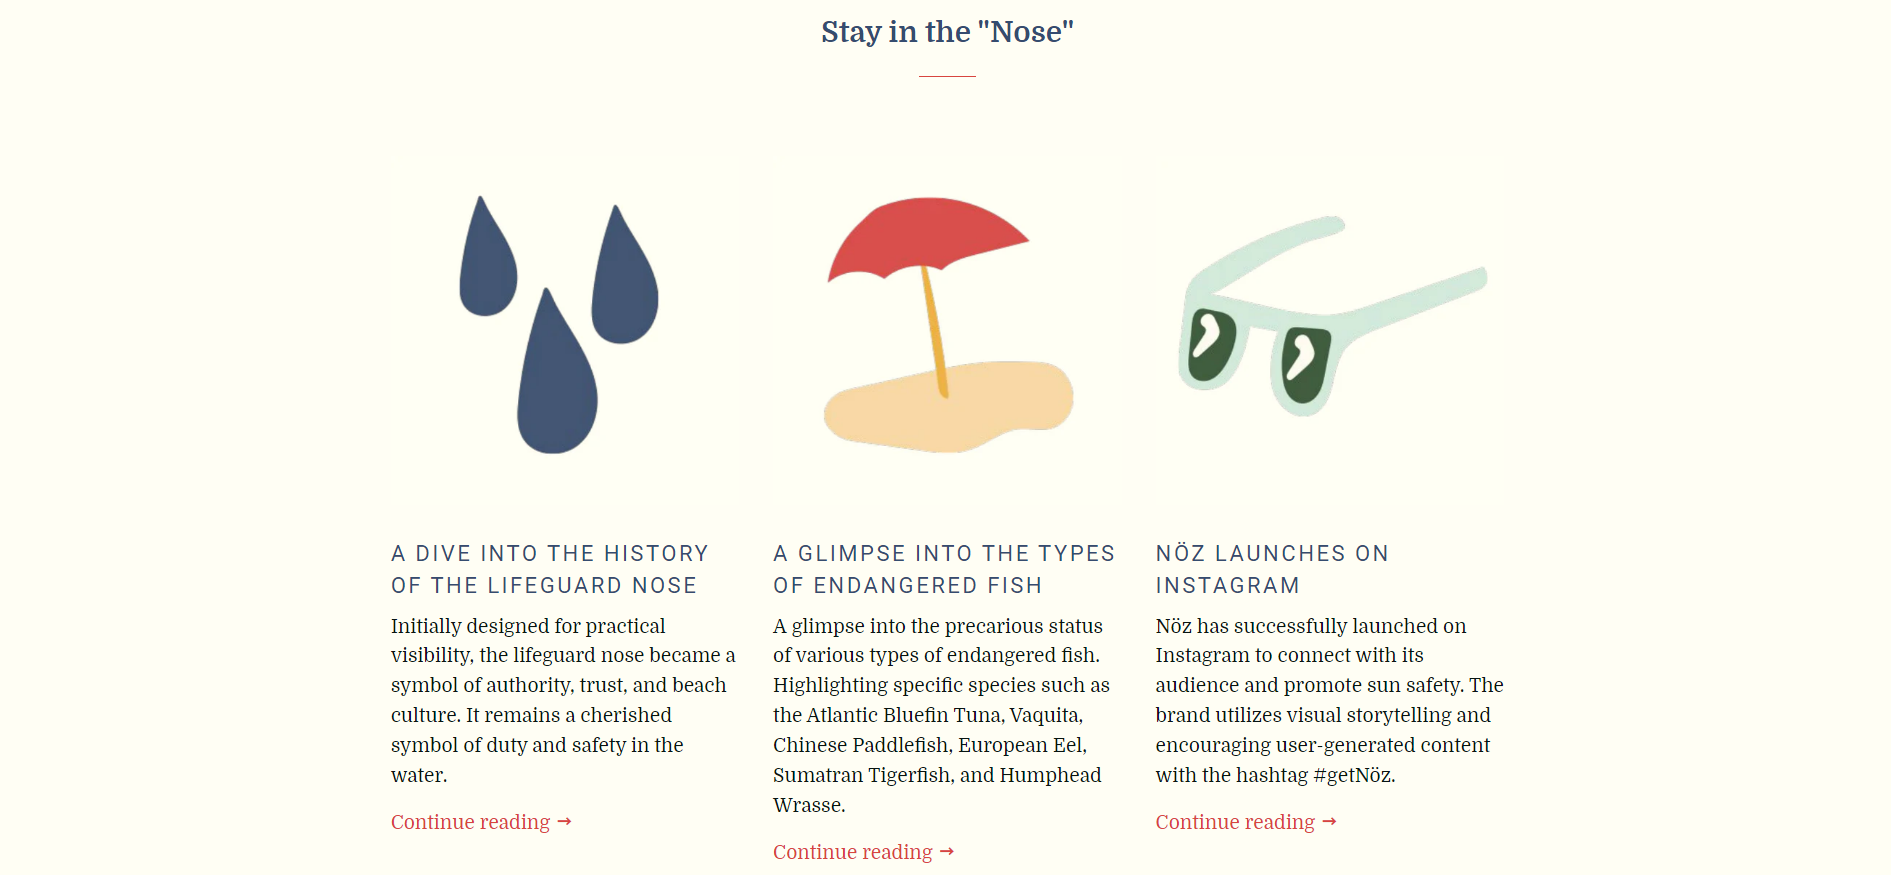 Stay in the "Nose"
A DIVE INTO THE HISTORY
OF THE LIFEGUARD NOSE
Initially designed for practical
visibility, the lifeguard nose became a
symbol of authority, trust, and beach
culture. It remains a cherished
symbol of duty and safety in the
water.
Continue reading →
A GLIMPSE INTO THE TYPES
OF ENDANGERED FISH
A glimpse into the precarious status
of various types of endangered fish.
Highlighting specific species such as
the Atlantic Bluefin Tuna, Vaquita,
Chinese Paddlefish, European Eel,
Sumatran Tigerfish, and Humphead
Wrasse.
Continue reading →
NÖZ LAUNCHES ON
INSTAGRAM
Nöz has successfully launched on
Instagram to connect with its
audience and promote sun safety. The
brand utilizes visual storytelling and
encouraging user-generated content
with the hashtag #getNöz.
Continue reading →